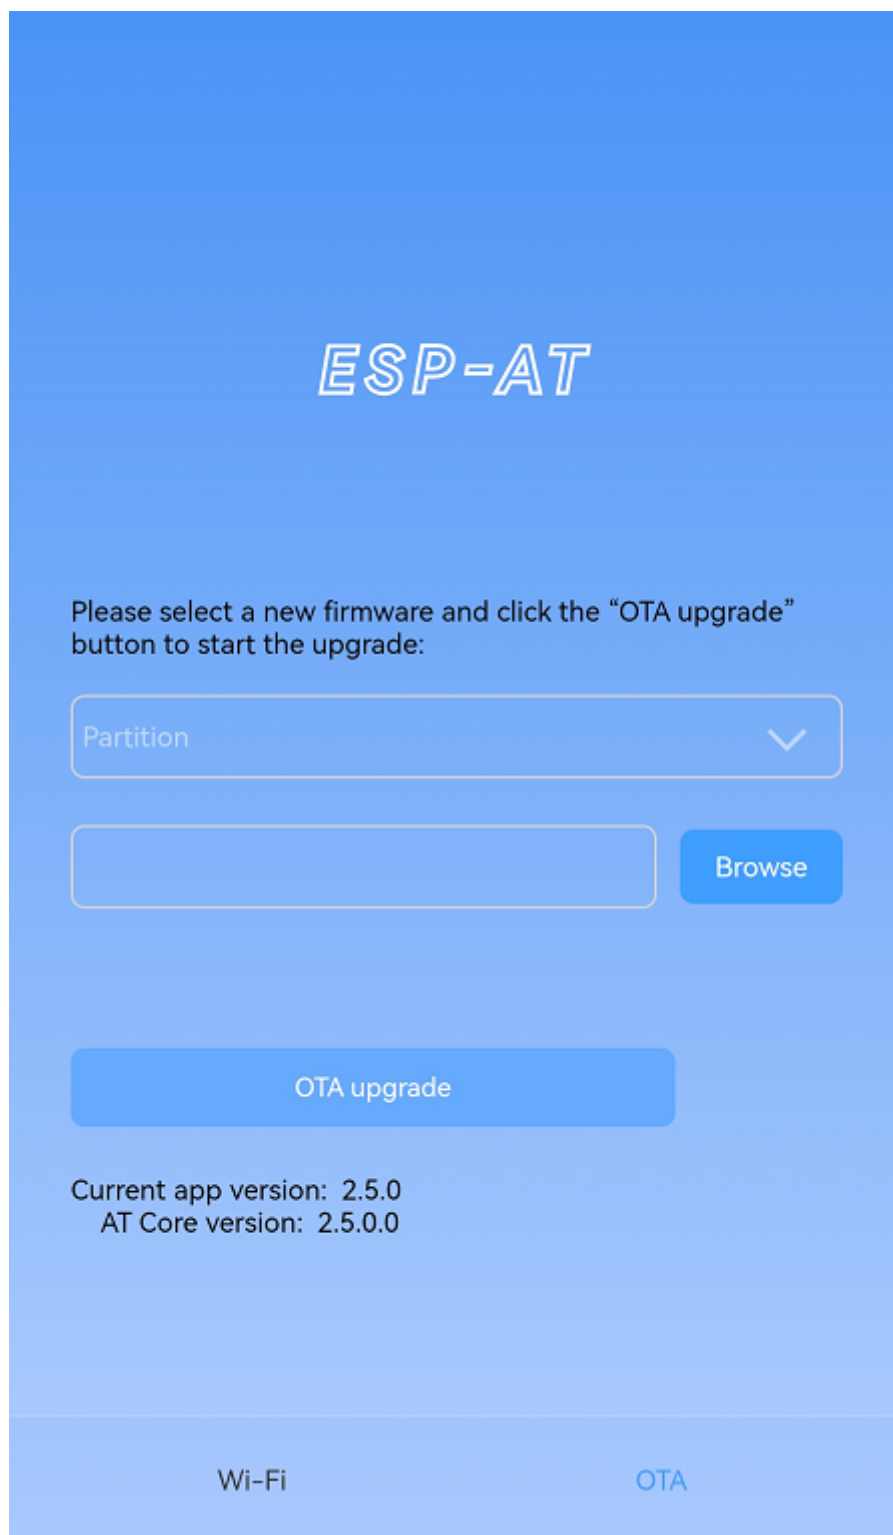 ESP-AT
Please select a new firmware and click the “OTA upgrade”
button to start the upgrade:
Partition
Browse
OTA upgrade
Current app version: 2.5.0
AT Core version: 2.5.0.0
Wi-Fi
OTA